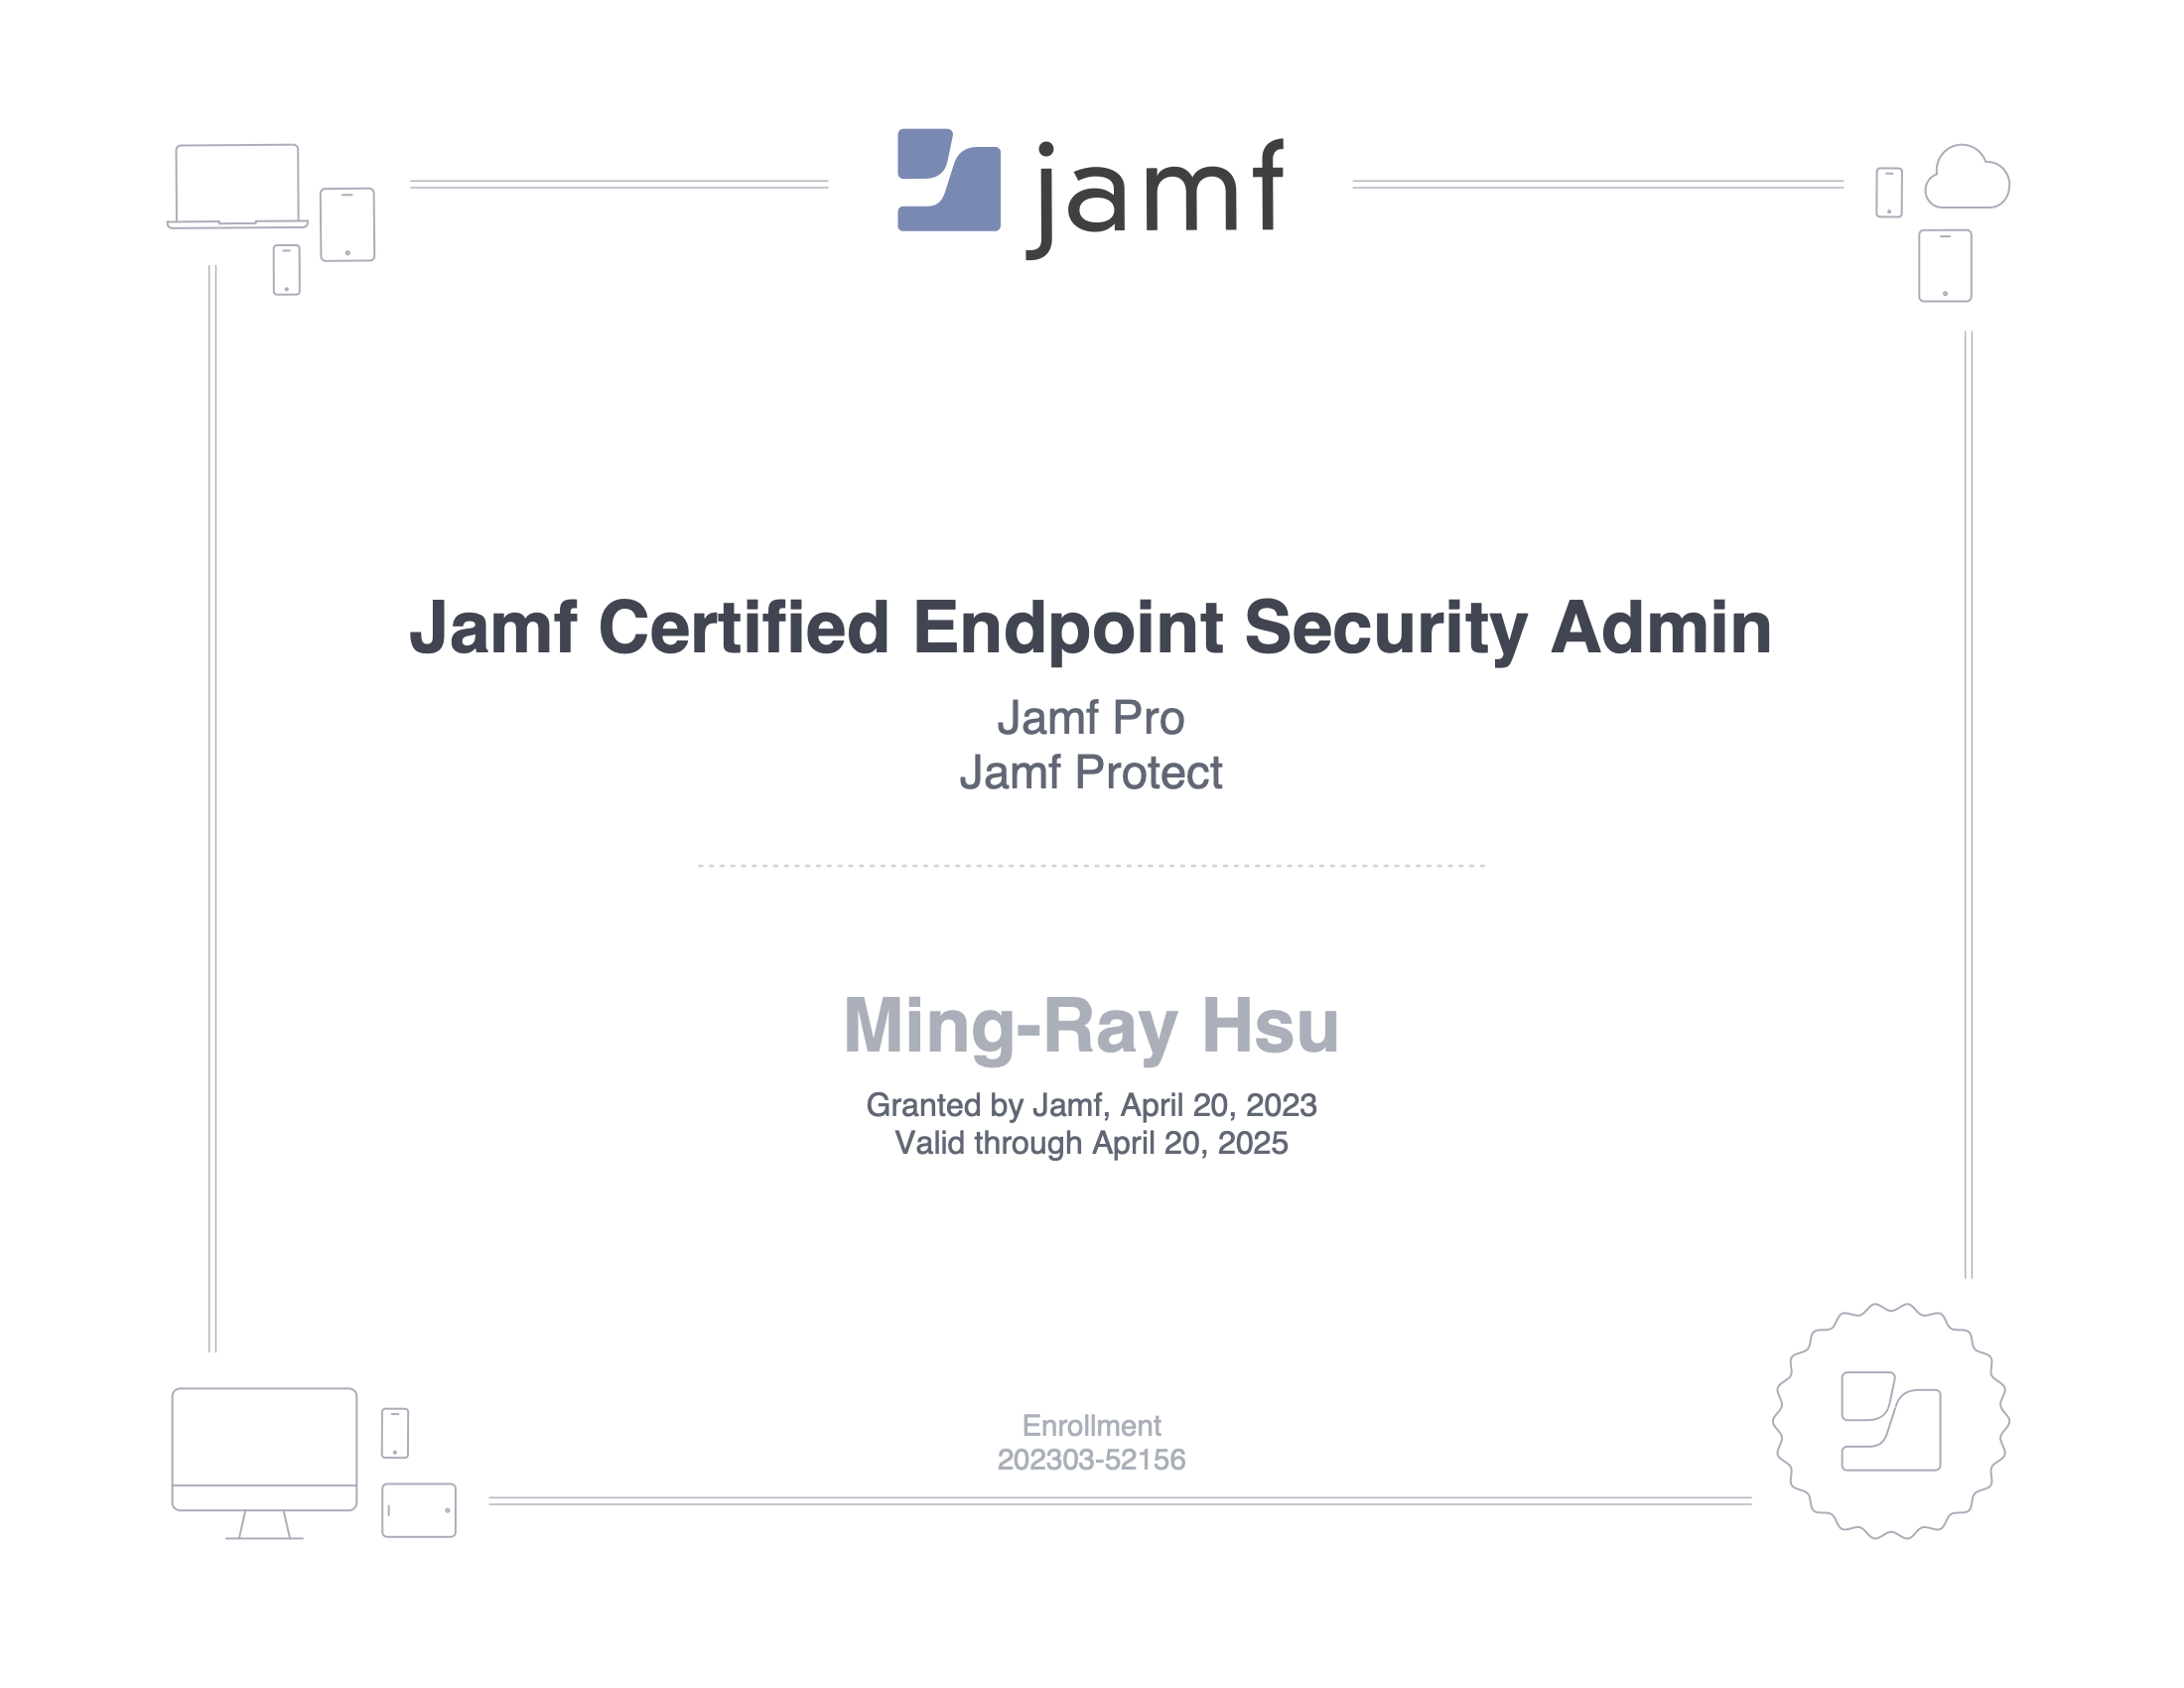 jamf
Jamf Certified Endpoint Security Admin
Jamf Pro
Jamf Protect
Ming-Ray Hsu
Granted by Jamf, April 20, 2023
Valid through April 20, 2025
Enrollment
202303-52156